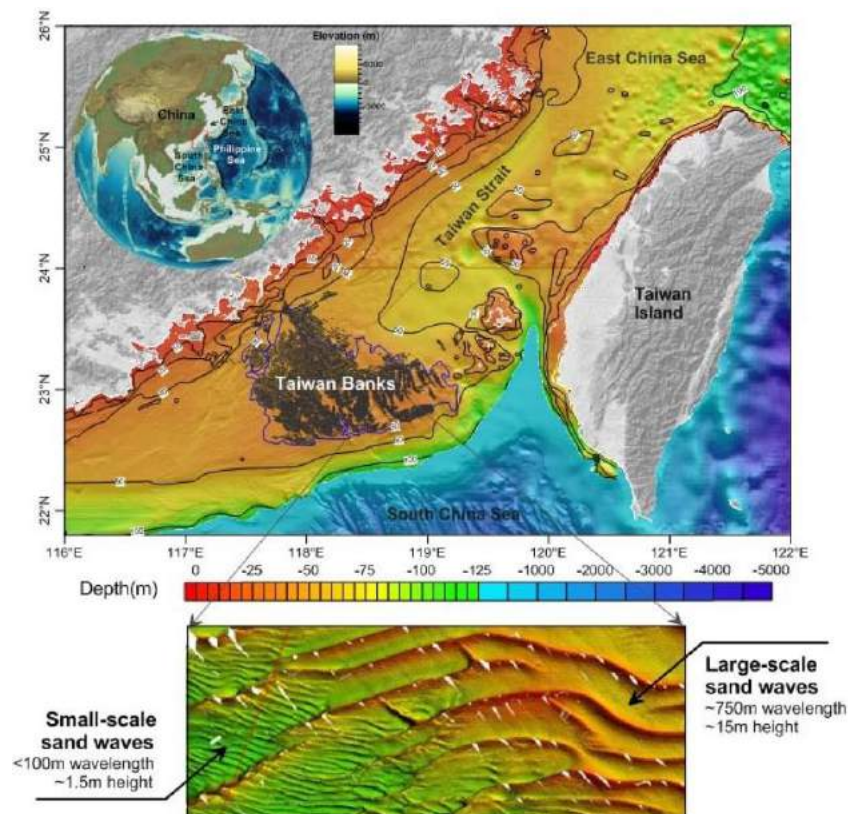 26°N
25°N
24°N
23°N
22°N
Elevation (m)
China
East
China
Sea
South
China
Sea
Philippine
Sea
East China Sea
Taiwan Strait
Taiwan
Island
Taiwan Banks
South China Sea
116°E
117°E
118°E
119°E
120°E
121°E
122°E
Depth(m)
0
-25
-50
-75
-100
-125
-1000
-2000
-3000
-4000
-5000
Small-scale
sand waves
<100m wavelength
~1.5m height
Large-scale
sand waves
~750m wavelength
~15m height